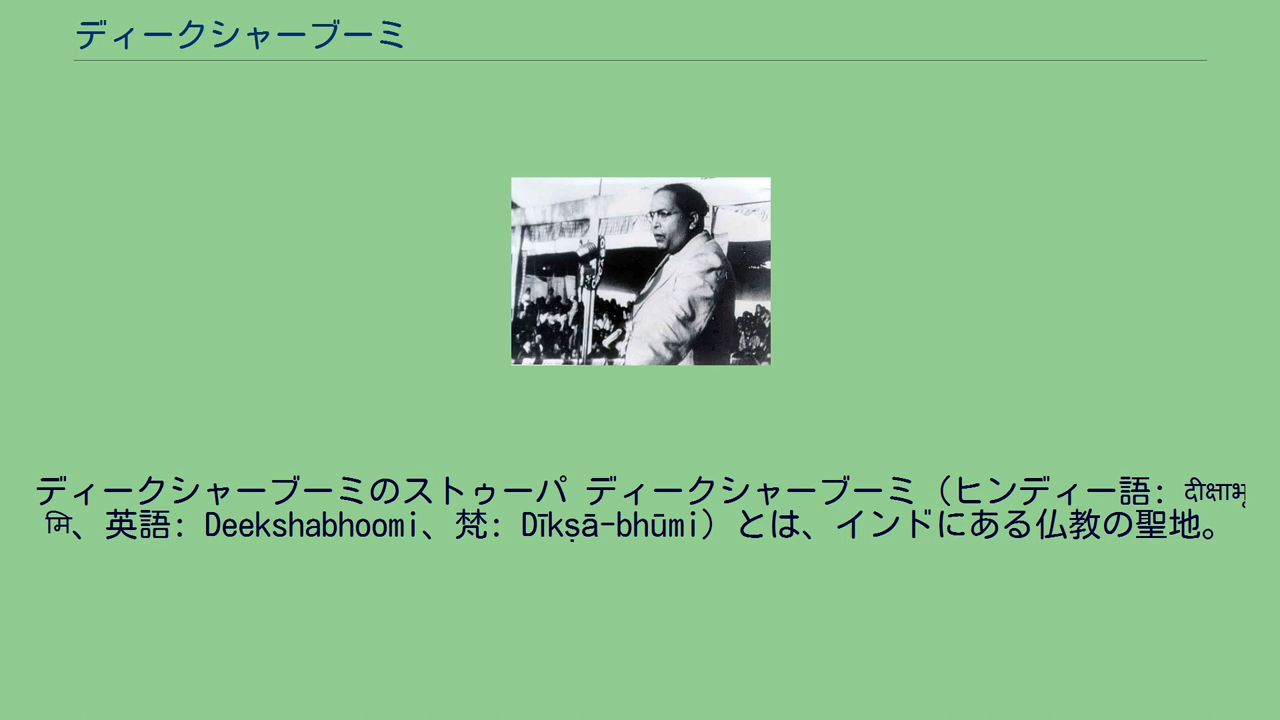 ディークシャーブーミ
ディークシャーブーミのストゥーパ ディークシャーブーミ（ヒンディー語: दीक्षाभू
मि、英語: Deekshabhoomi、梵: Dīkṣā-bhūmi）とは、インドにある仏教の聖地。